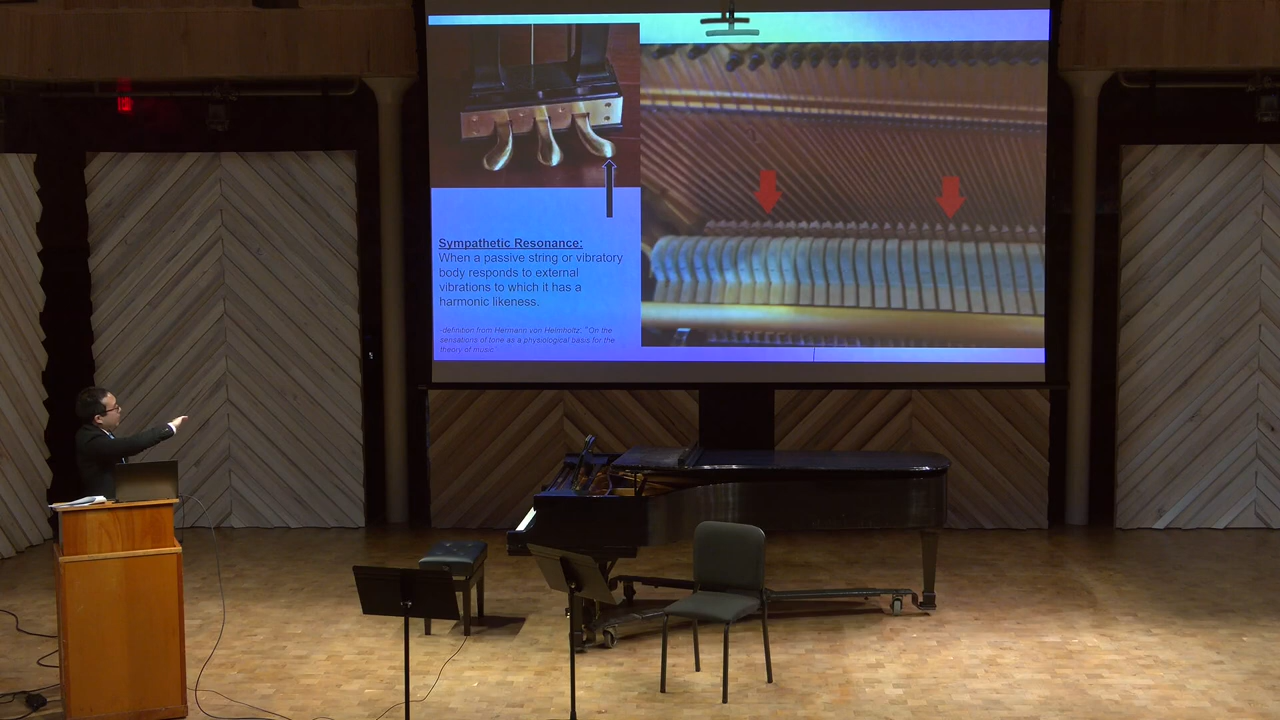 Sympathetic Resonance:
When a passive string or vibratory
body responds to external
vibrations to which it has a
harmonic likeness.
-definition from Hermann von Helmholtz, "On the
sensations of tone as a physiological basis for the
theory of music"